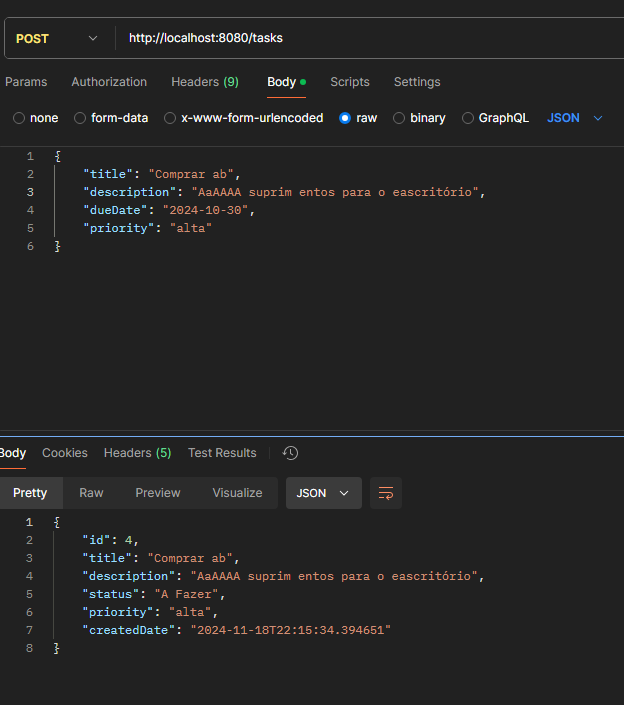 POST http://localhost:8080/tasks
Params Authorization Headers (9) Body Scripts Settings
none form-data x-www-form-urlencoded raw binary GraphQL JSON
1 {
2 "title": "Comprar ab",
3 "description": "AaAAAA suprim entos para o eascritório",
4 "dueDate": "2024-10-30",
5 "priority": "alta"
6 }
Body Cookies Headers (5) Test Results
Pretty Raw Preview Visualize JSON
1 {
2 "id": 4,
3 "title": "Comprar ab",
4 "description": "AaAAAA suprim entos para o eascritório",
5 "status": "A Fazer",
6 "priority": "alta",
7 "createdDate": "2024-11-18T22:15:34.394651"
8 }